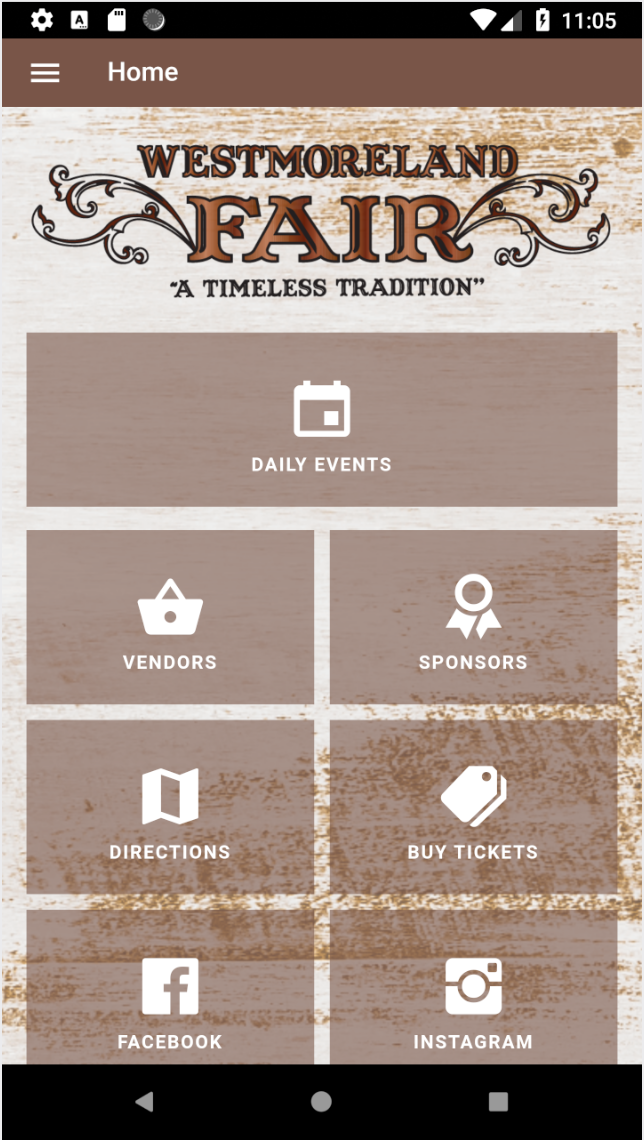 11:05
Home
WESTMORELAND
FAIR
"A TIMELESS TRADITION"
DAILY EVENTS
VENDORS
SPONSORS
DIRECTIONS
BUY TICKETS
FACEBOOK
INSTAGRAM